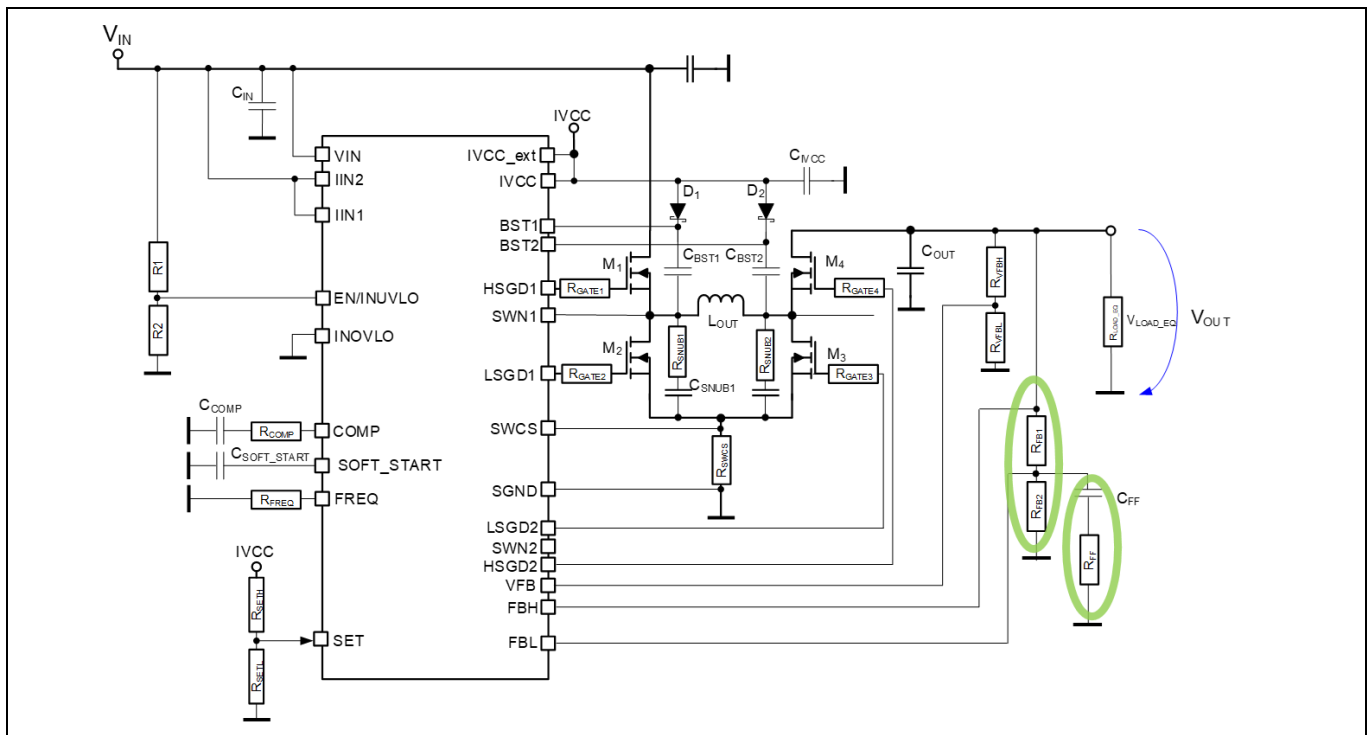 VIN
CIN
IVCC
VIN
IIN2
IIN1
IVCC_ext
IVCC
CIVCC
D1
D2
BST1
BST2
CBST1
CBST2
COUT
M1
M4
R1
R2
HSGD1
RGATE1
RGATE4
RVFBH
RVFBL
EN/INUVLO
SWN1
LOUT
RLOAD_EQ
VLOAD_EQ
VOUT
INOVLO
M2
M3
RSNUB1
RSNUB2
LSGD1
RGATE2
RGATE3
CSNUB1
CCOMP
RCOMP
COMP
SWCS
RSWCS
RFB1
CSOFT_START
SOFT_START
RFREQ
FREQ
SGND
RFB2
CFF
LSGD2
SWN2
HSGD2
RFF
IVCC
VFB
RSETH
FBH
SET
FBL
RSETL